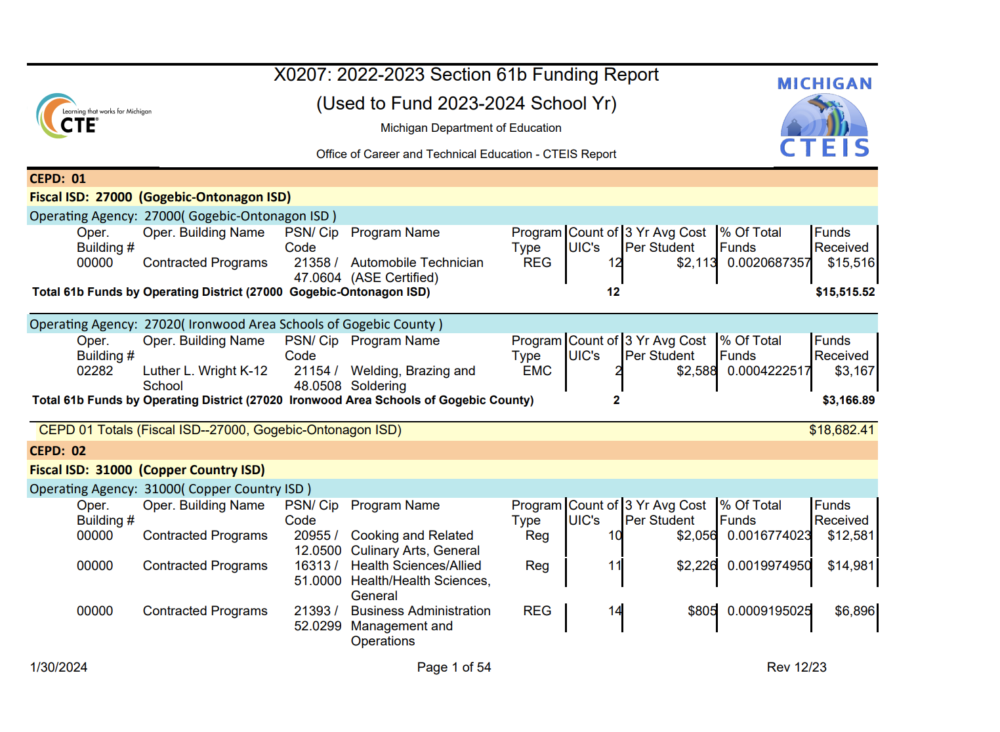 X0207: 2022-2023 Section 61b Funding Report
(Used to Fund 2023-2024 School Yr)
Michigan Department of Education
Office of Career and Technical Education - CTEIS Report
Learning that works for Michigan
CTE®
MICHIGAN
CTEIS
CEPD: 01
Fiscal ISD: 27000 (Gogebic-Ontonagon ISD)
Operating Agency: 27000( Gogebic-Ontonagon ISD )
Oper. Oper. Building Name PSN/ Cip Program Name Program Count of 3 Yr Avg Cost % Of Total Funds
Building # Code Type UIC's Per Student Funds Received
00000 Contracted Programs 21358 / Automobile Technician REG 12 $2,113 0.0020687357 $15,516
47.0604 (ASE Certified)
Total 61b Funds by Operating District (27000 Gogebic-Ontonagon ISD) 12 $15,515.52
Operating Agency: 27020( Ironwood Area Schools of Gogebic County )
Oper. Oper. Building Name PSN/ Cip Program Name Program Count of 3 Yr Avg Cost % Of Total Funds
Building # Code Type UIC's Per Student Funds Received
02282 Luther L. Wright K-12 21154 / Welding, Brazing and EMC 2 $2,588 0.0004222517 $3,167
School 48.0508 Soldering
Total 61b Funds by Operating District (27020 Ironwood Area Schools of Gogebic County) 2 $3,166.89
CEPD 01 Totals (Fiscal ISD--27000, Gogebic-Ontonagon ISD) $18,682.41
CEPD: 02
Fiscal ISD: 31000 (Copper Country ISD)
Operating Agency: 31000( Copper Country ISD )
Oper. Oper. Building Name PSN/ Cip Program Name Program Count of 3 Yr Avg Cost % Of Total Funds
Building # Code Type UIC's Per Student Funds Received
00000 Contracted Programs 20955 / Cooking and Related Reg 10 $2,056 0.0016774023 $12,581
12.0500 Culinary Arts, General
00000 Contracted Programs 16313 / Health Sciences/Allied Reg 11 $2,226 0.0019974950 $14,981
51.0000 Health/Health Sciences,
General
00000 Contracted Programs 21393 / Business Administration REG 14 $805 0.0009195025 $6,896
52.0299 Management and
Operations
1/30/2024 Page 1 of 54 Rev 12/23